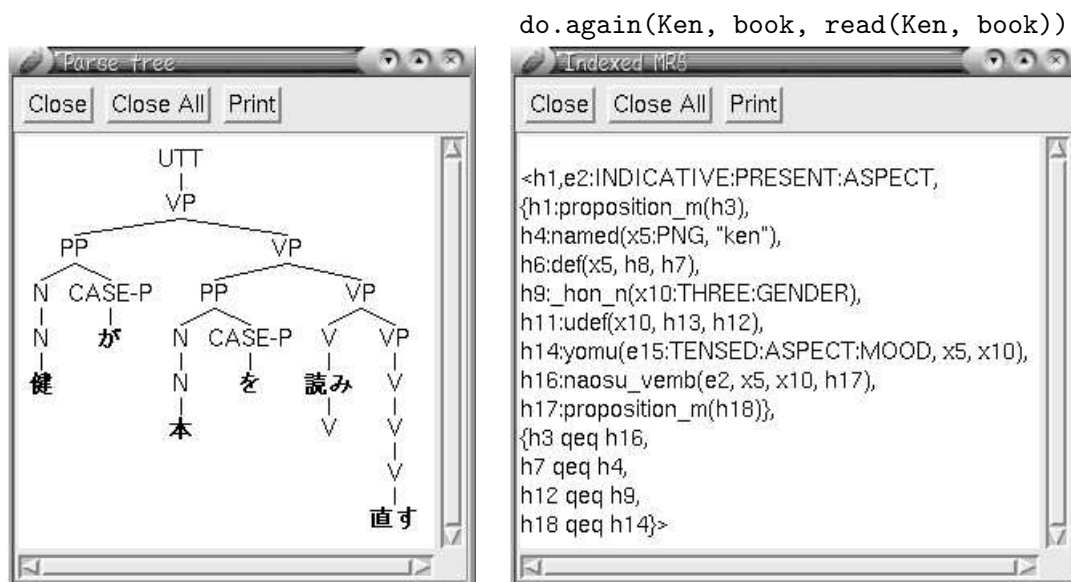 do.again(Ken, book, read(Ken, book))
Parse tree
Close Close All Print
UTT
VP
PP VP
N CASE-P PP VP
N が N CASE-P V VP
健 N を 読み V
本 V V
V
直す
Indexed MRS
Close Close All Print
<h1,e2:INDICATIVE:PRESENT:ASPECT,
{h1:proposition_m(h3),
h4:named(x5:PNG, "ken"),
h6:def(x5, h8, h7),
h9:_hon_n(x10:THREE:GENDER),
h11:udef(x10, h13, h12),
h14:yomu(e15:TENSED:ASPECT:MOOD, x5, x10),
h16:naosu_vemb(e2, x5, x10, h17),
h17:proposition_m(h18)},
{h3 qeq h16,
h7 qeq h4,
h12 qeq h9,
h18 qeq h14}>